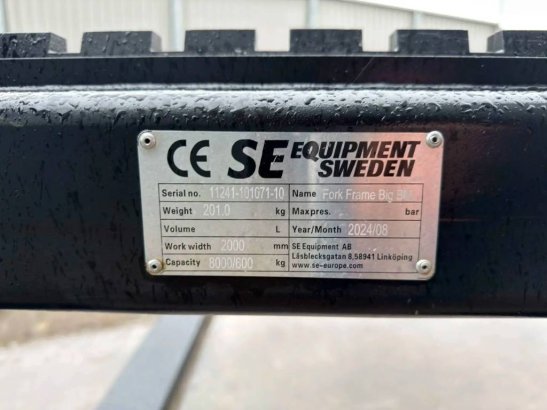 CE SE EQUIPMENT SWEDEN
Serial no. 11241-101071-10 Name Fork Frame Big
Weight 201.0 kg Max pres. bar
Volume L Year/Month 2024/08
Work width 2000 mm SE Equipment AB
Låsblecksgatan 8,58941 Linköping
Capacity 8000/600 kg www.se-europe.com